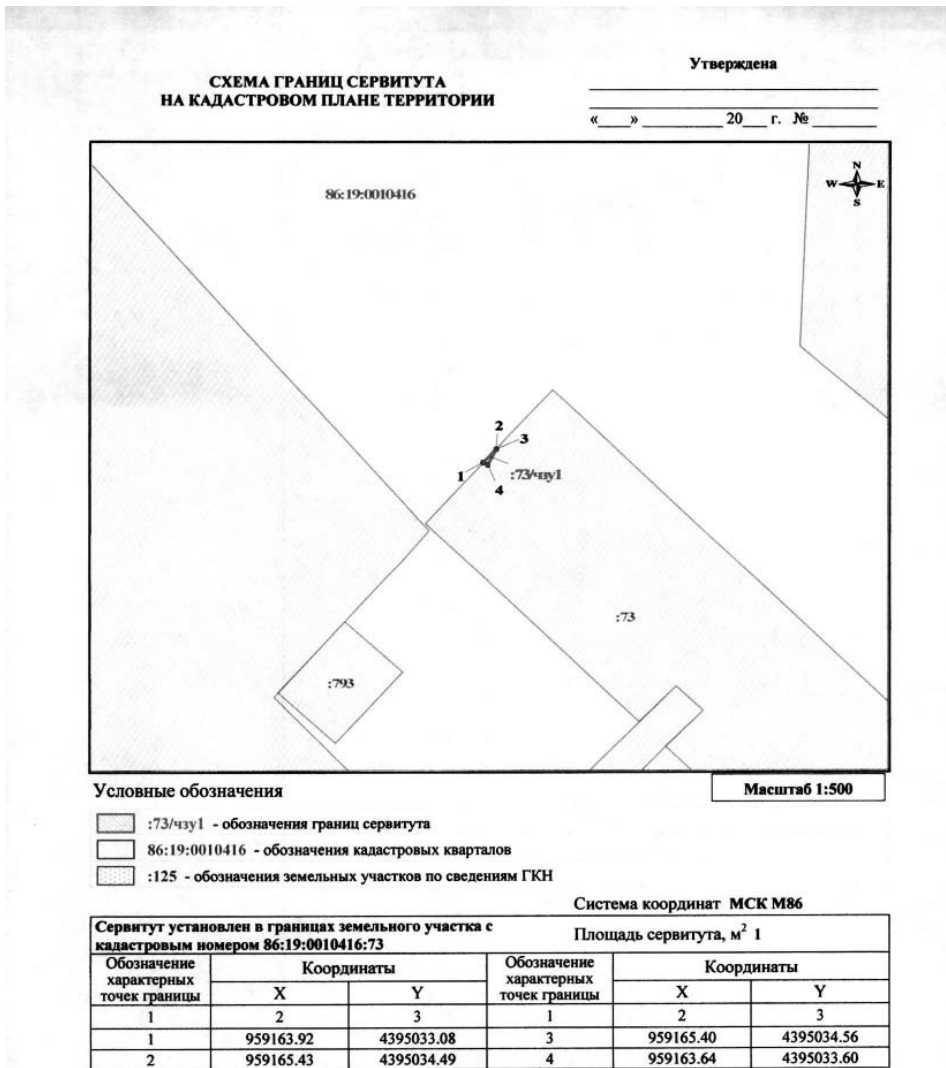 Утверждена
СХЕМА ГРАНИЦ СЕРВИТУТА
НА КАДАСТРОВОМ ПЛАНЕ ТЕРРИТОРИИ
«____» __________ 20___ г. № ________
86:19:0010416
N
W E
S
2
3
1
:73/чзу1
4
:73
:793
Условные обозначения
Масштаб 1:500
:73/чзу1 - обозначения границ сервитута
86:19:0010416 - обозначения кадастровых кварталов
:125 - обозначения земельных участков по сведениям ГКН
Система координат МСК М86
Сервитут установлен в границах земельного участка с
кадастровым номером 86:19:0010416:73
Площадь сервитута, м² 1
Обозначение характерных точек границы Координаты Обозначение характерных точек границы Координаты
X Y X Y
1 2 3 1 2 3
1 959163.92 4395033.08 3 959165.40 4395034.56
2 959165.43 4395034.49 4 959163.64 4395033.60